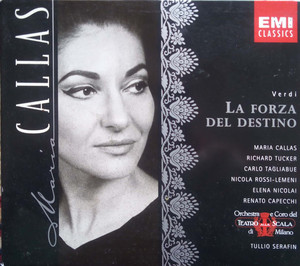 EMI
CLASSICS
Maria CALLAS
Verdi
LA FORZA
DEL DESTINO
MARIA CALLAS
RICHARD TUCKER
CARLO TAGLIABUE
NICOLA ROSSI-LEMENI
ELENA NICOLAI
RENATO CAPECCHI
Orchestra e Coro del
TEATRO ALLA SCALA
di Milano
TULLIO SERAFIN